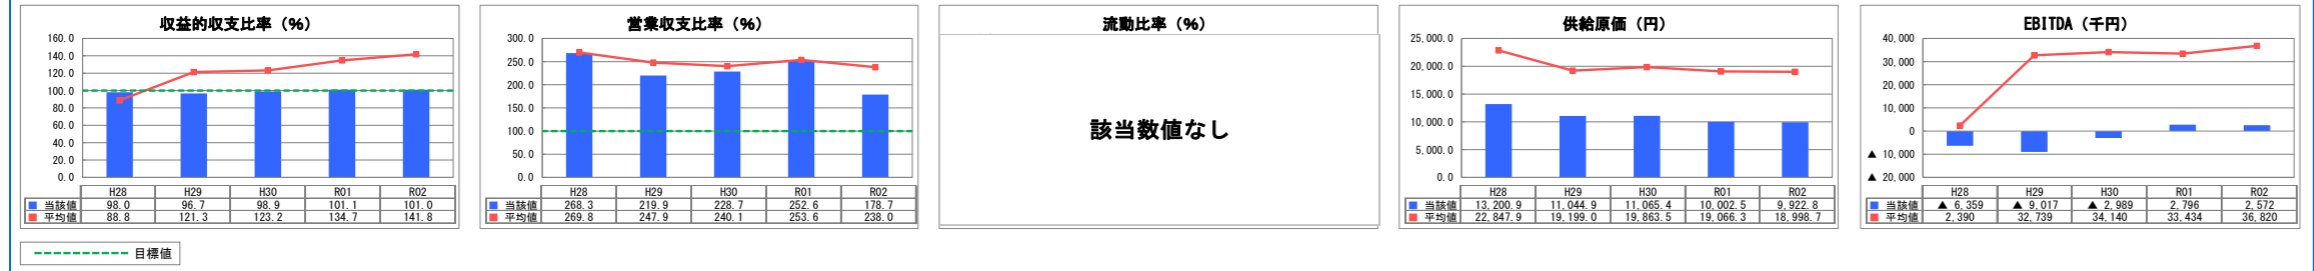 収益的収支比率（％）
160.0
140.0
120.0
100.0
80.0
60.0
40.0
20.0
0.0
H28 H29 H30 R01 R02
当該値 98.0 96.7 98.9 101.1 101.0
平均値 88.8 121.3 123.2 134.7 141.8
営業収支比率（％）
300.0
250.0
200.0
150.0
100.0
50.0
0.0
H28 H29 H30 R01 R02
当該値 268.3 219.9 228.7 252.6 178.7
平均値 269.8 247.9 240.1 253.6 238.0
流動比率（％）
該当数値なし
供給原価（円）
25,000.0
20,000.0
15,000.0
10,000.0
5,000.0
0.0
H28 H29 H30 R01 R02
当該値 13,200.9 11,044.9 11,065.4 10,002.5 9,922.8
平均値 22,847.9 19,199.0 19,863.5 19,066.3 18,998.7
EBITDA（千円）
40,000
30,000
20,000
10,000
0
▲ 10,000
▲ 20,000
H28 H29 H30 R01 R02
当該値 ▲ 6,359 ▲ 9,017 ▲ 2,989 2,796 2,572
平均値 2,390 32,739 34,140 33,434 36,820
目標値